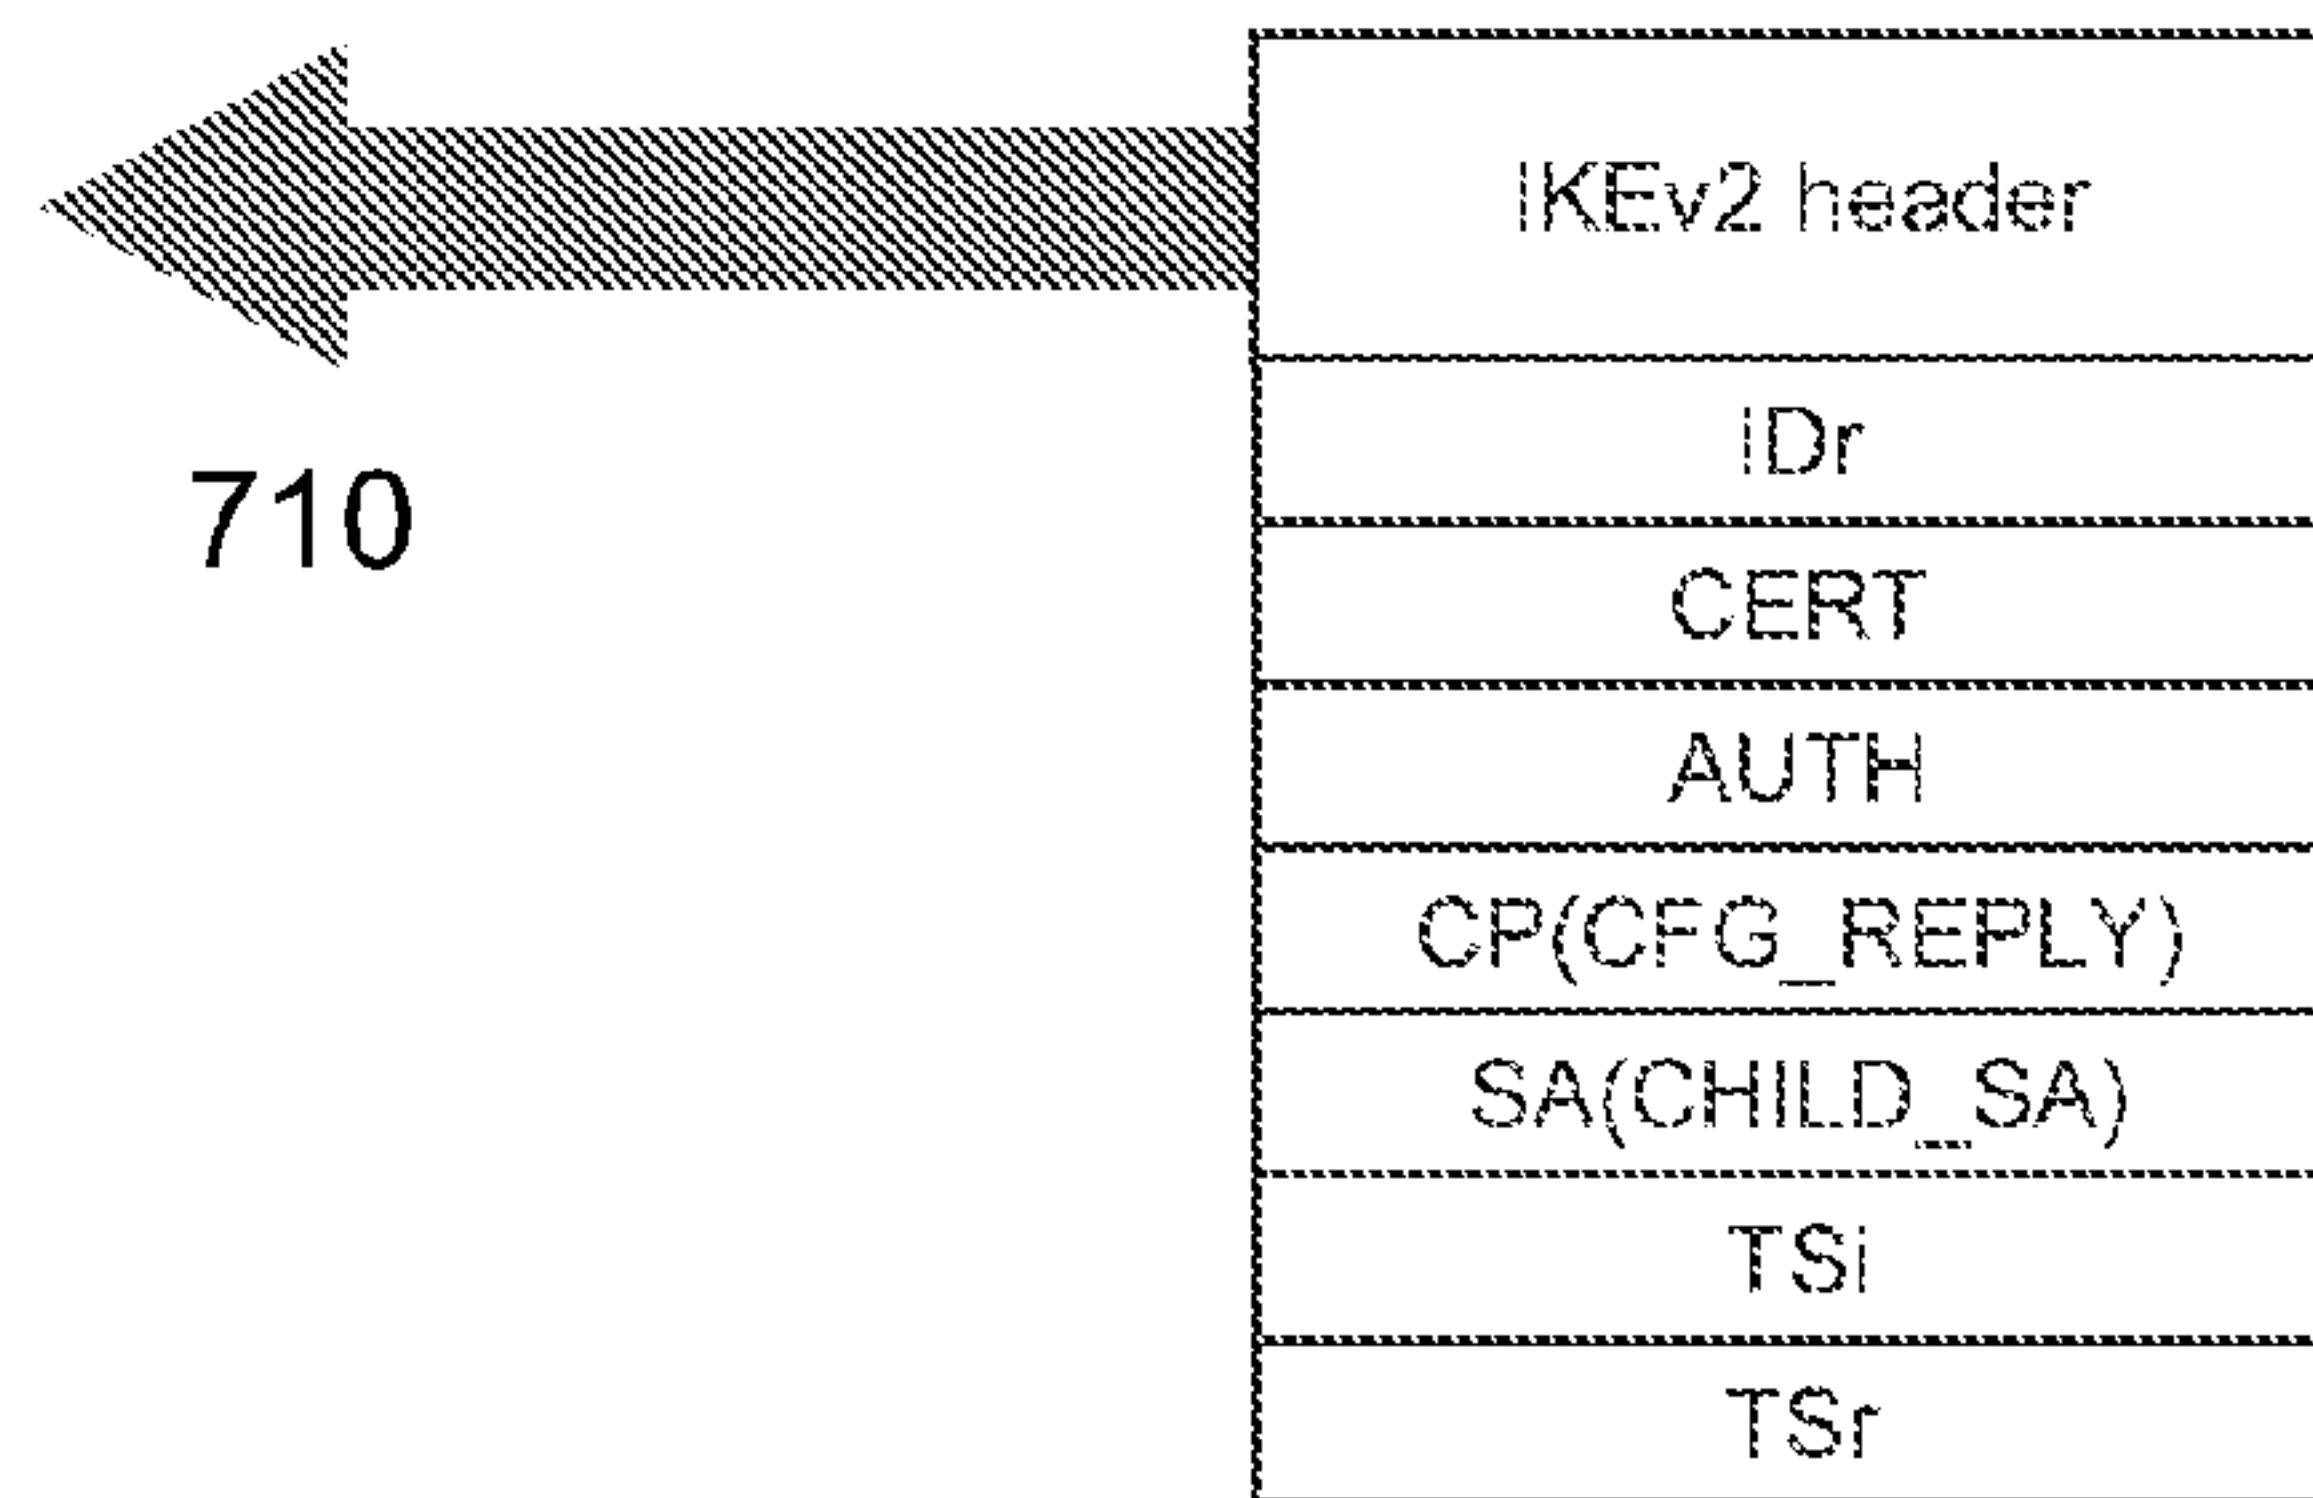 IKEv2 header
IDr
710
CERT
AUTH
CP(CFG_REPLY)
SA(CHILD_SA)
TSi
TSr